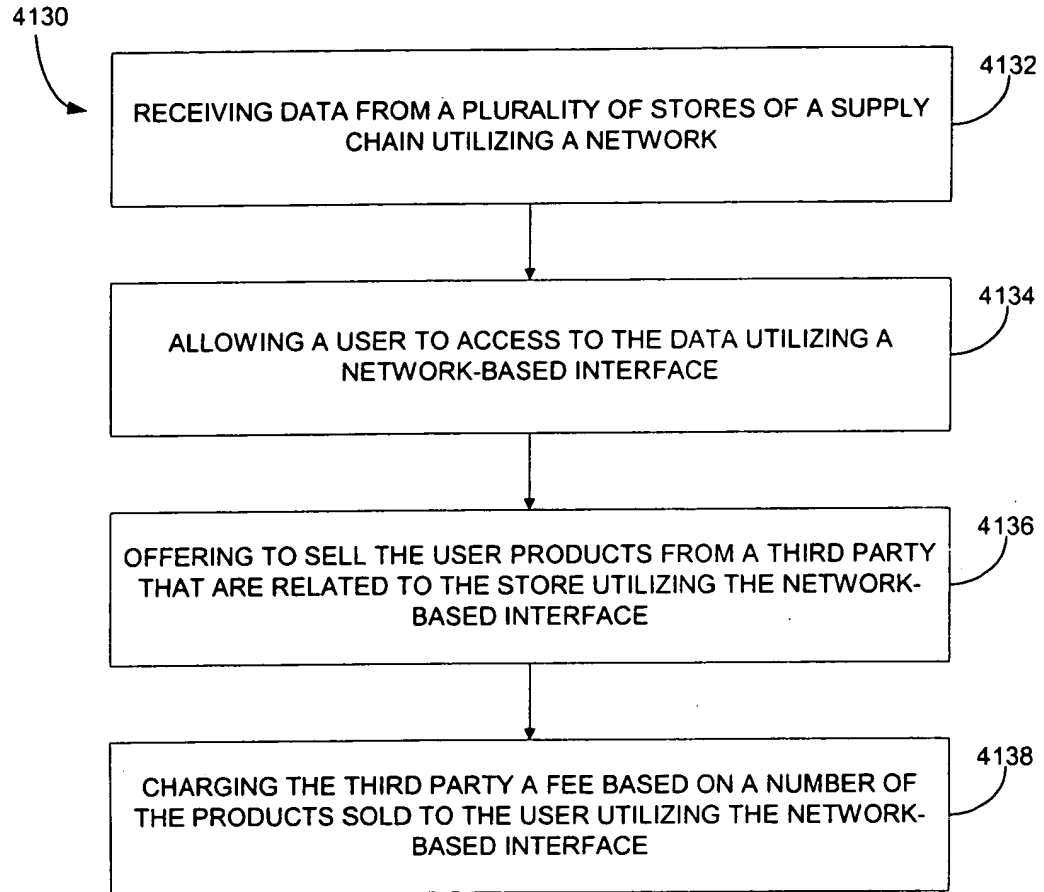 4130
4132
RECEIVING DATA FROM A PLURALITY OF STORES OF A SUPPLY
CHAIN UTILIZING A NETWORK
4134
ALLOWING A USER TO ACCESS TO THE DATA UTILIZING A
NETWORK-BASED INTERFACE
4136
OFFERING TO SELL THE USER PRODUCTS FROM A THIRD PARTY
THAT ARE RELATED TO THE STORE UTILIZING THE NETWORK-
BASED INTERFACE
4138
CHARGING THE THIRD PARTY A FEE BASED ON A NUMBER OF
THE PRODUCTS SOLD TO THE USER UTILIZING THE NETWORK-
BASED INTERFACE